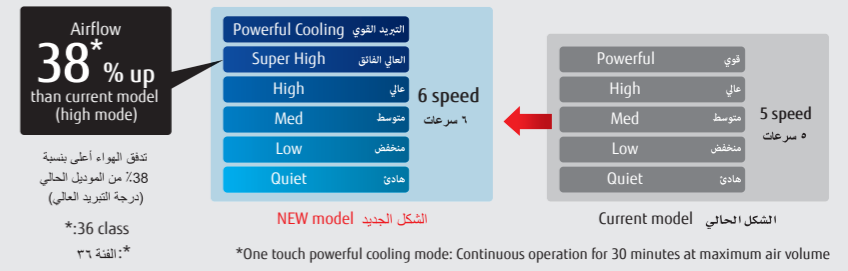 Airflow
38*% up
than current model
(high mode)
تدفق الهواء أعلى بنسبة
38٪ من الموديل الحالي
(درجة التبريد العالي)
*:36 class
*: الفئة ٣٦
Powerful Cooling التبريد القوي
Super High العالي الفائق
High عالي
Med متوسط
Low منخفض
Quiet هادئ
6 speed
٦ سرعات
NEW model الشكل الجديد
Powerful قوي
High عالي
Med متوسط
Low منخفض
Quiet هادئ
5 speed
٥ سرعات
Current model الشكل الحالي
*One touch powerful cooling mode: Continuous operation for 30 minutes at maximum air volume